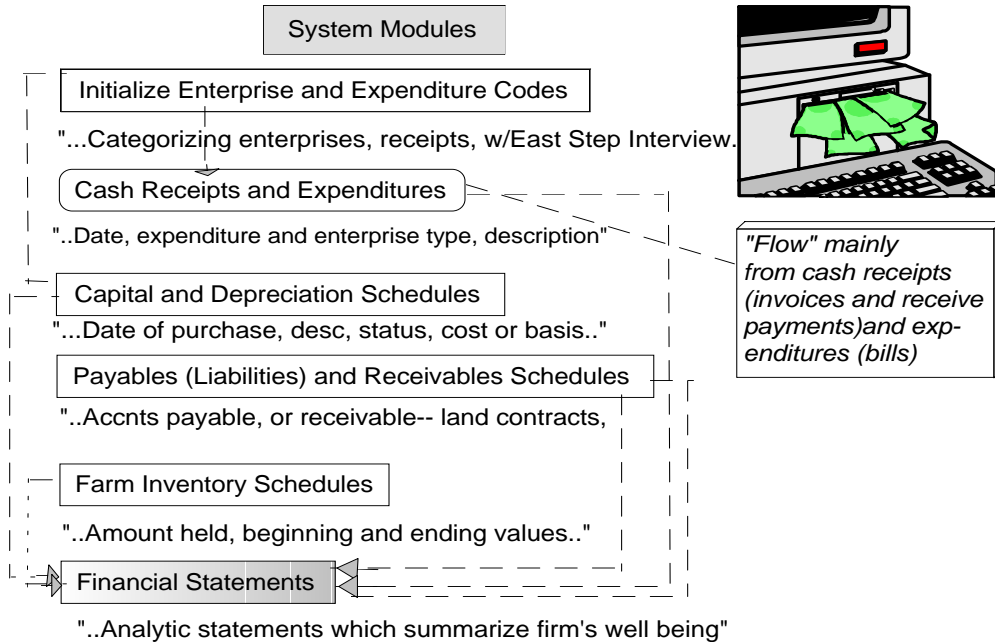 System Modules
Initialize Enterprise and Expenditure Codes
"...Categorizing enterprises, receipts, w/East Step Interview.
Cash Receipts and Expenditures
"..Date, expenditure and enterprise type, description"
"Flow" mainly
from cash receipts
(invoices and receive
payments)and exp-
enditures (bills)
Capital and Depreciation Schedules
"...Date of purchase, desc, status, cost or basis.."
Payables (Liabilities) and Receivables Schedules
"..Accnts payable, or receivable-- land contracts,
Farm Inventory Schedules
"..Amount held, beginning and ending values.."
Financial Statements
"..Analytic statements which summarize firm's well being"